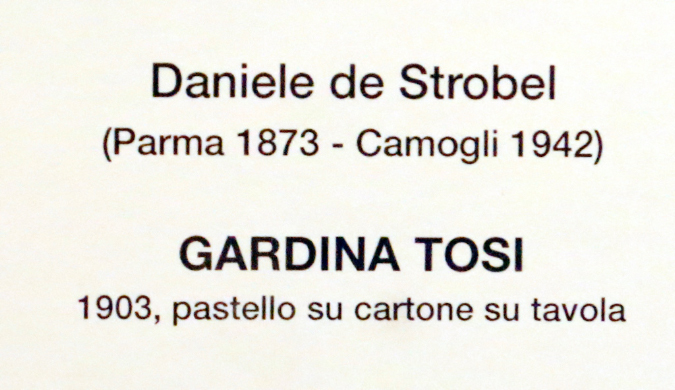 Daniele de Strobel
(Parma 1873 - Camogli 1942)
GARDINA TOSI
1903, pastello su cartone su tavola